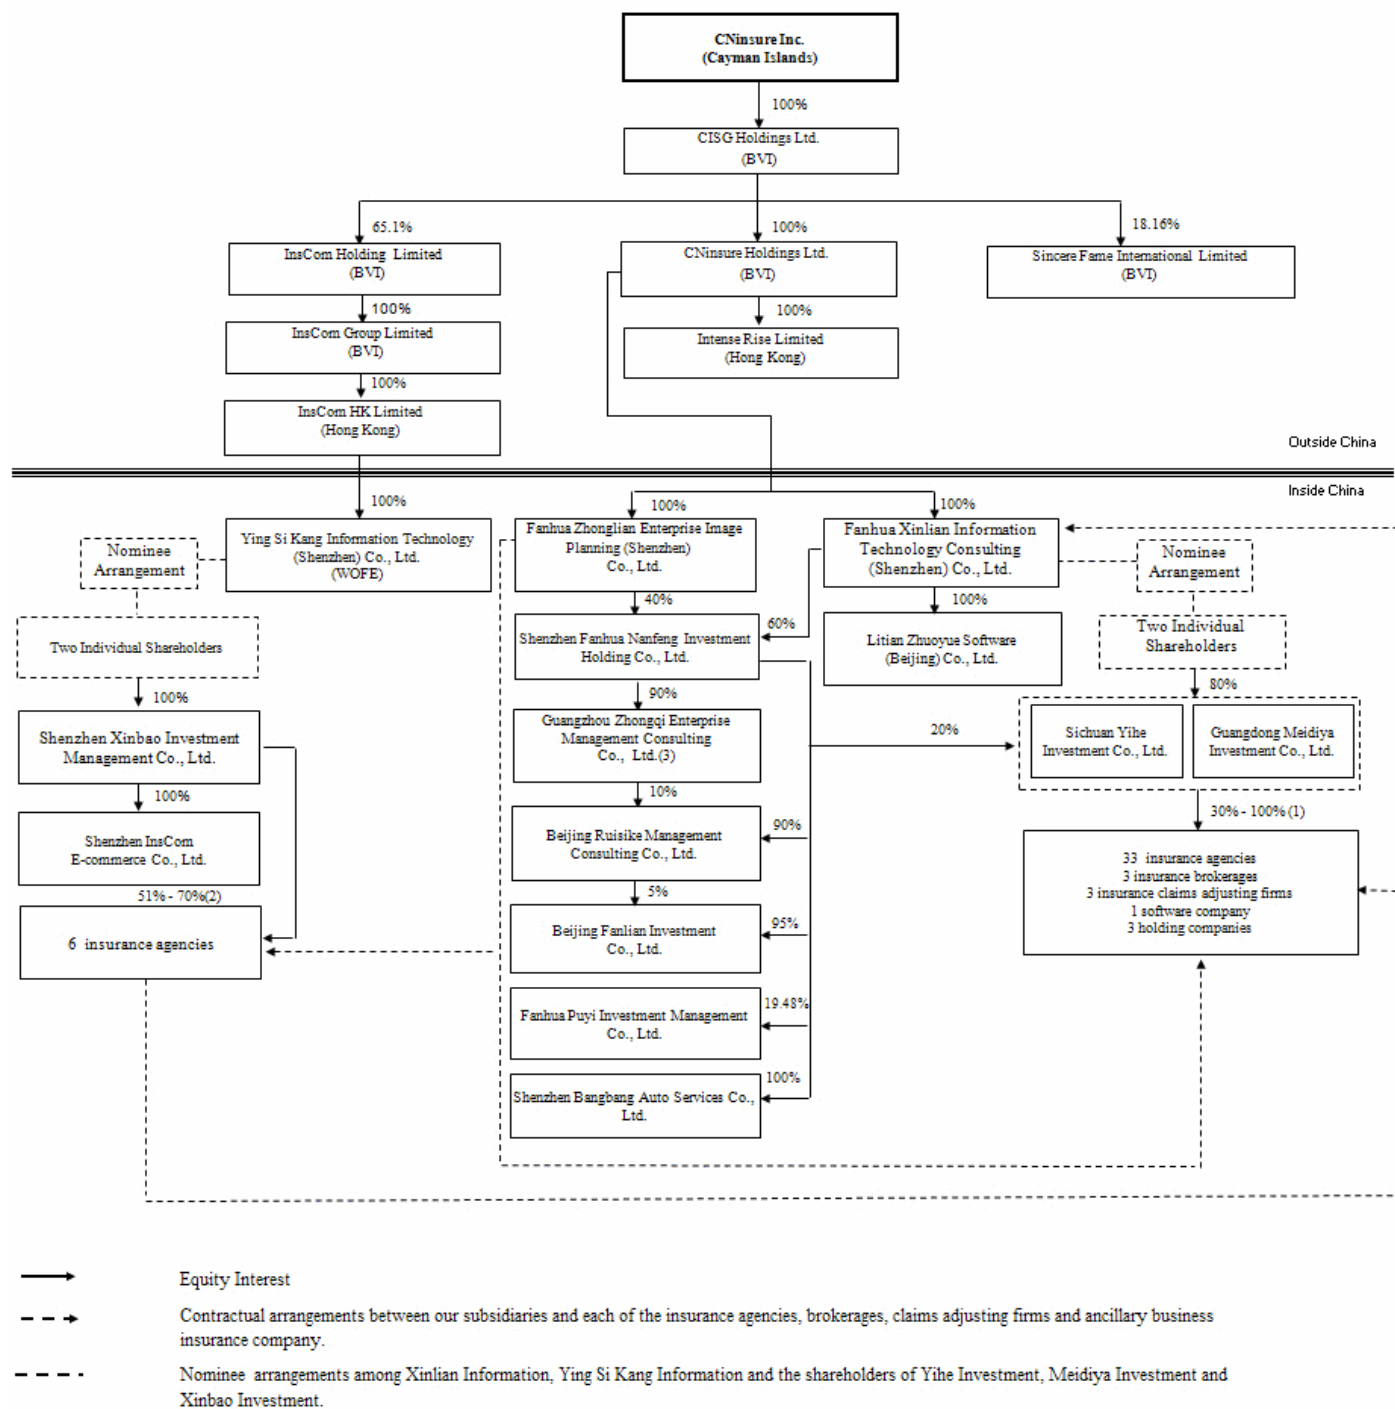 CNinsure Inc.
(Cayman Islands)
100%
CISG Holdings Ltd.
(BVI)
65.1%
100%
18.16%
InsCom Holding Limited
(BVI)
CNinsure Holdings Ltd.
(BVI)
Sincere Fame International Limited
(BVI)
100%
100%
InsCom Group Limited
(BVI)
Intense Rise Limited
(Hong Kong)
100%
InsCom HK Limited
(Hong Kong)
Outside China
Inside China
100%
100%
100%
Nominee
Arrangement
Ying Si Kang Information Technology
(Shenzhen) Co., Ltd.
(WOFE)
Fanhua Zhonglian Enterprise Image
Planning (Shenzhen)
Co., Ltd.
Fanhua Xinlian Information
Technology Consulting
(Shenzhen) Co., Ltd.
Nominee
Arrangement
40%
100%
60%
Two Individual Shareholders
Shenzhen Fanhua Nanfeng Investment
Holding Co., Ltd.
Litian Zhuoyue Software
(Beijing) Co., Ltd.
Two Individual
Shareholders
100%
90%
80%
Shenzhen Xinbao Investment
Management Co., Ltd.
Guangzhou Zhongqi Enterprise
Management Consulting
Co., Ltd.(3)
20%
Sichuan Yihe
Investment Co., Ltd.
Guangdong Meidiya
Investment Co., Ltd.
100%
10%
30% - 100% (1)
Shenzhen InsCom
E-commerce Co., Ltd.
Beijing Ruisike Management
Consulting Co., Ltd.
90%
33 insurance agencies
3 insurance brokerages
3 insurance claims adjusting firms
1 software company
3 holding companies
51% - 70%(2)
5%
6 insurance agencies
Beijing Fanlian Investment
Co., Ltd.
95%
Fanhua Puyi Investment Management
Co., Ltd.
19.48%
Shenzhen Bangbang Auto Services Co.,
Ltd.
100%
Equity Interest
Contractual arrangements between our subsidiaries and each of the insurance agencies, brokerages, claims adjusting firms and ancillary business
insurance company.
Nominee arrangements among Xinlian Information, Ying Si Kang Information and the shareholders of Yihe Investment, Meidiya Investment and
Xinbao Investment.